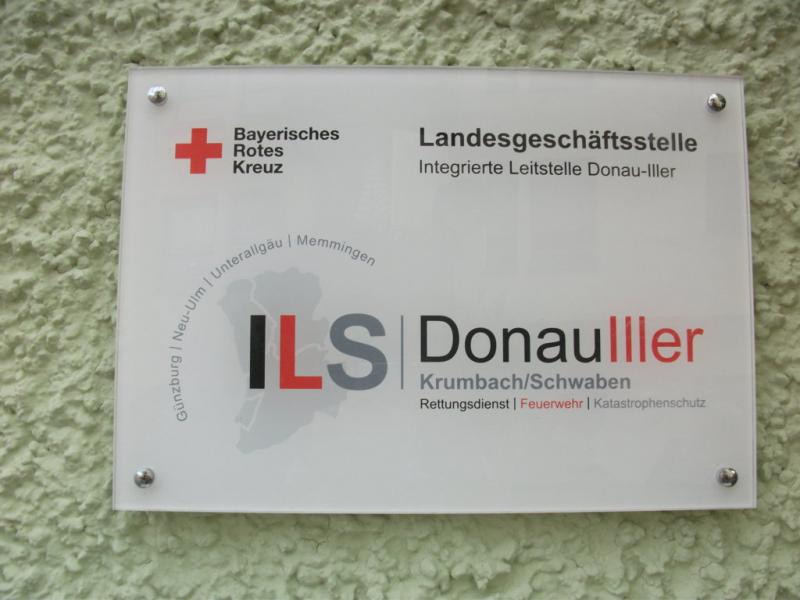 Bayerisches
Rotes
Kreuz
Landesgeschäftsstelle
Integrierte Leitstelle Donau-Iller
Günzburg | Neu-Ulm | Unterallgäu | Memmingen
ILS | DonauIller
Krumbach/Schwaben
Rettungsdienst | Feuerwehr | Katastrophenschutz